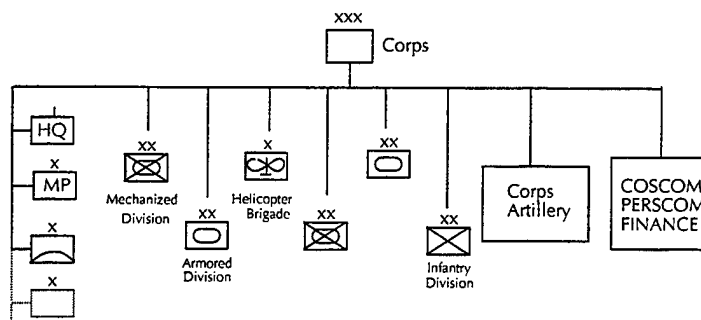 xxx
Corps
HQ
x
MP
x
x
xx
Mechanized
Division
xx
Armored
Division
x
Helicopter
Brigade
xx
xx
xx
Infantry
Division
Corps
Artillery
COSCOM
PERSCOM
FINANCE